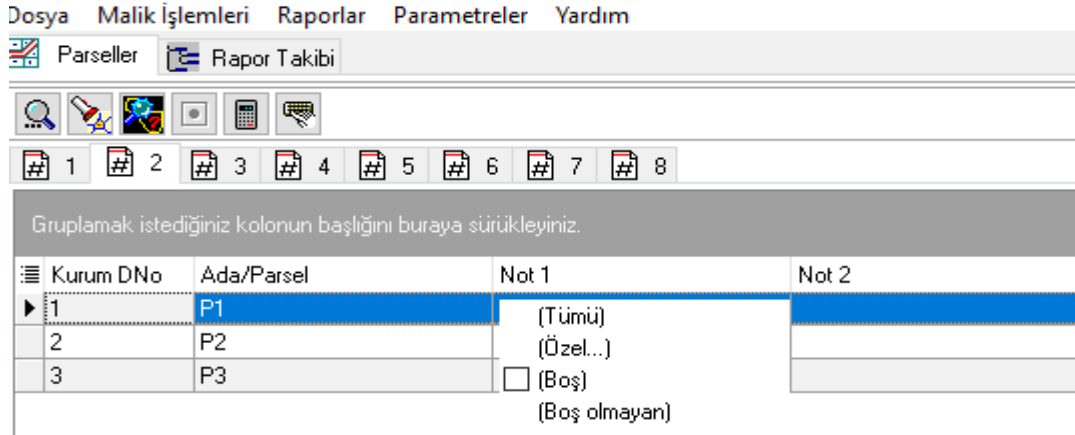 Dosya Malik İşlemleri Raporlar Parametreler Yardım
Parseller Rapor Takibi
1 2 3 4 5 6 7 8
Gruplamak istediğiniz kolonun başlığını buraya sürükleyiniz.
Kurum DNo Ada/Parsel Not 1 Not 2
1 P1
(Tümü)
2 P2
(Özel...)
3 P3
(Boş)
(Boş olmayan)